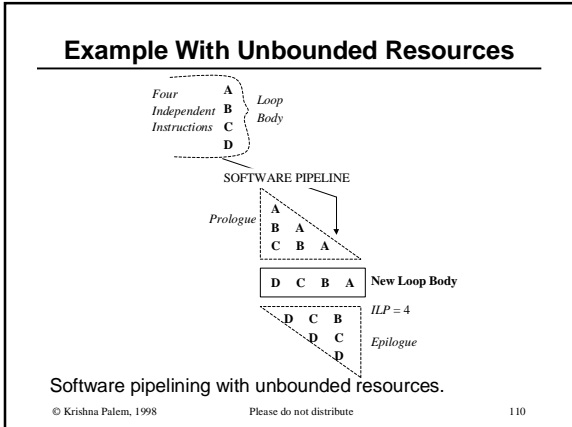 Example With Unbounded Resources
Four
Independent
Instructions
A
B
C
D
Loop
Body
SOFTWARE PIPELINE
Prologue
A
B A
C B A
D C B A New Loop Body
ILP = 4
D C B
D C
D
Epilogue
Software pipelining with unbounded resources.
© Krishna Palem, 1998 Please do not distribute 110